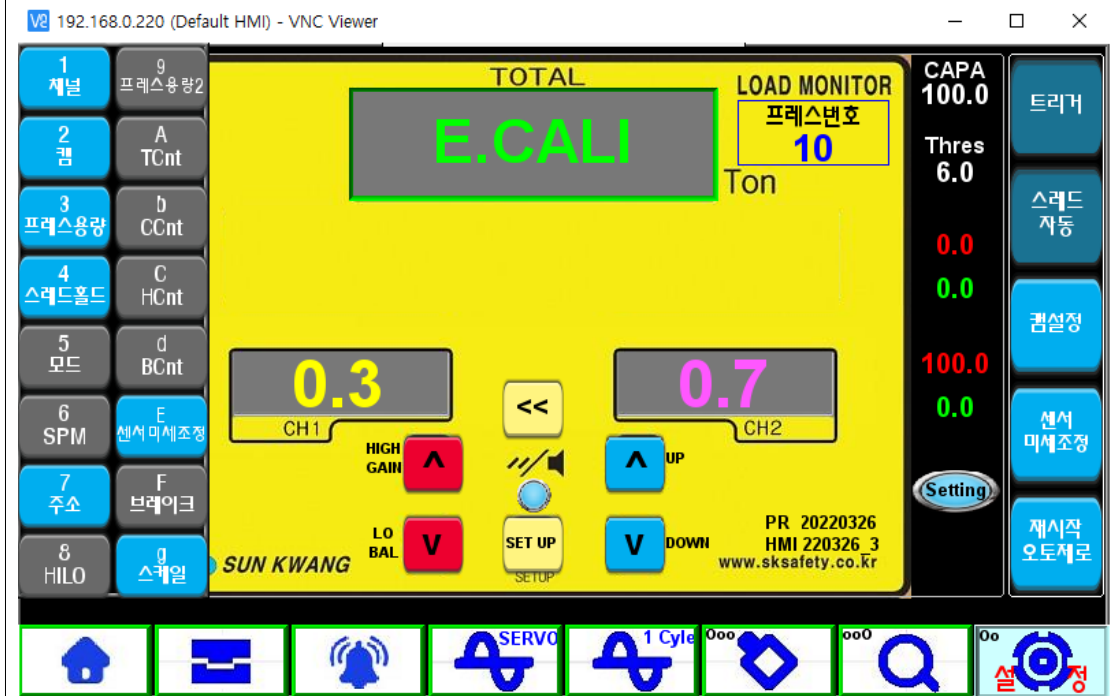 192.168.0.220 (Default HMI) - VNC Viewer
1
채널
9
프레스용량2
2
캠
A
TCnt
3
프레스용량
b
CCnt
4
스레드홀드
C
HCnt
5
모드
d
BCnt
6
SPM
E
센서미세조정
7
주소
F
브레이크
8
HILO
g
스케일
TOTAL
E.CALI
Ton
LOAD MONITOR
프레스번호
10
0.3
CH1
0.7
CH2
<<
HIGH
GAIN
UP
LO
BAL
SET UP
SETUP
DOWN
SUN KWANG
PR 20220326
HMI 220326_3
www.sksafety.co.kr
CAPA
100.0
Thres
6.0
0.0
0.0
100.0
0.0
Setting
트리거
스레드
자동
캠설정
센서
미세조정
재시작
오토제로
SERVO
1 Cyle
Ooo
ooO
Oo
설정